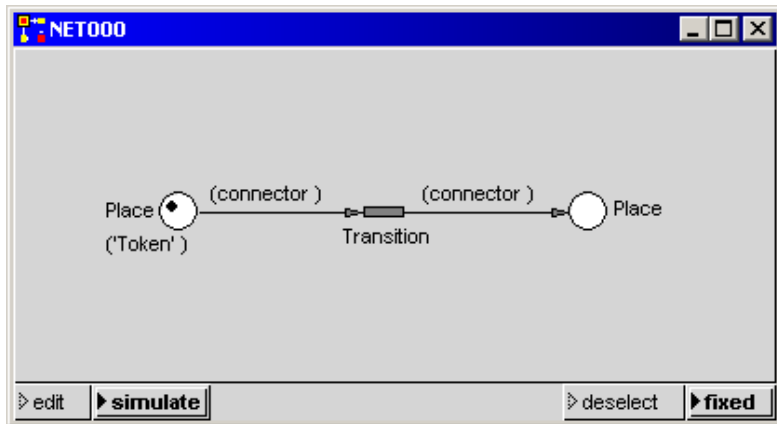 NET000
(connector ) (connector )
Place Place
('Token' ) Transition
edit simulate deselect fixed